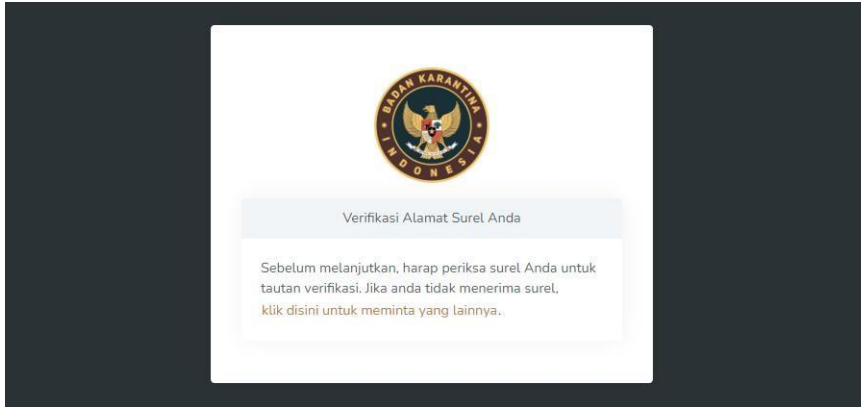 BADAN KARANTINA
INDONESIA
Verifikasi Alamat Surel Anda
Sebelum melanjutkan, harap periksa surel Anda untuk
tautan verifikasi. Jika anda tidak menerima surel,
klik disini untuk meminta yang lainnya.